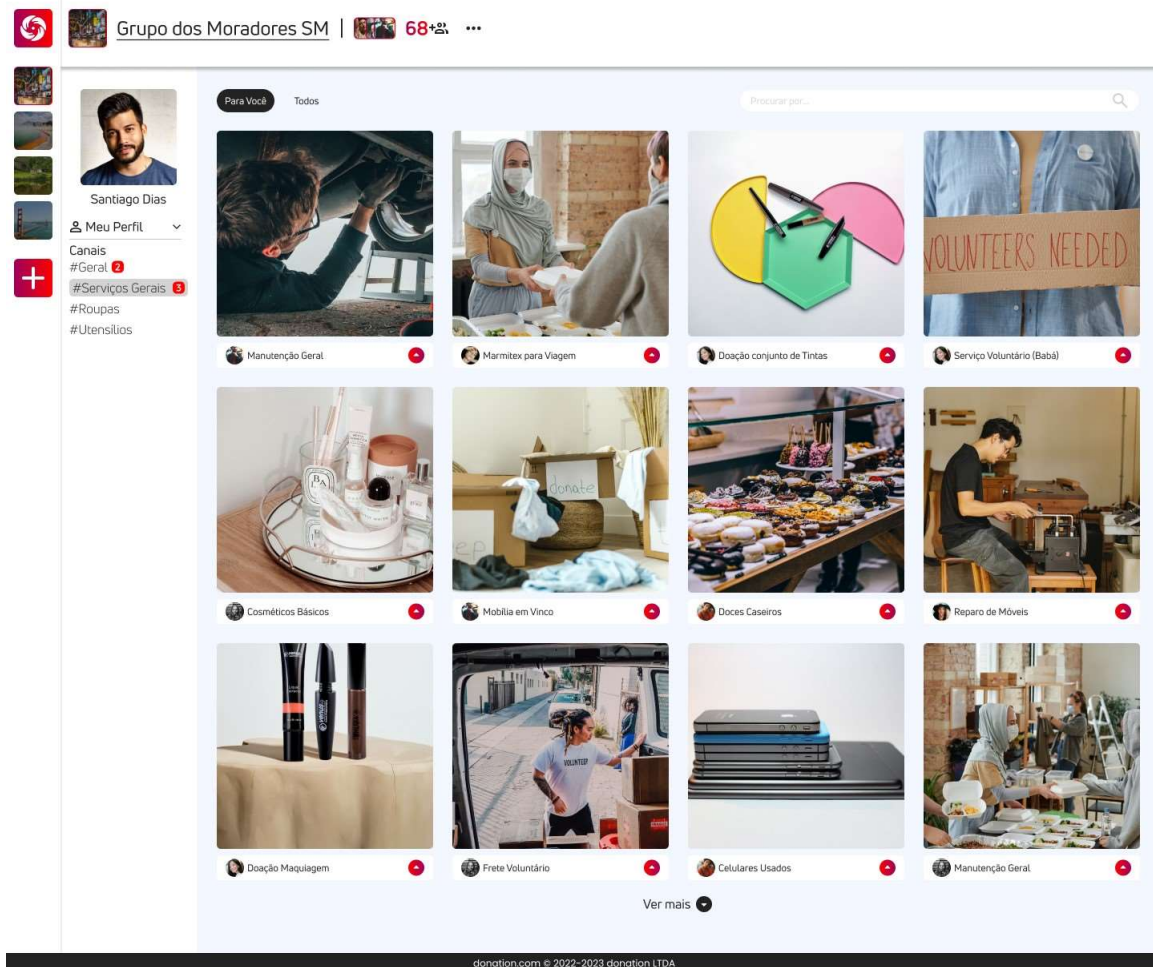 Grupo dos Moradores SM | 68+
Para Você Todos Procurar por...
Santiago Dias
Meu Perfil
Canais
#Geral 2
#Serviços Gerais 3
#Roupas
#Utensílios
VOLUNTEERS NEEDED
Manutenção Geral
Marmitex para Viagem
Doação conjunto de Tintas
Serviço Voluntário (Babá)
donate
Cosméticos Básicos
Mobília em Vinco
Doces Caseiros
Reparo de Móveis
VOLUNTEER
Doação Maquiagem
Frete Voluntário
Celulares Usados
Manutenção Geral
Ver mais
donation.com © 2022-2023 donation LTDA